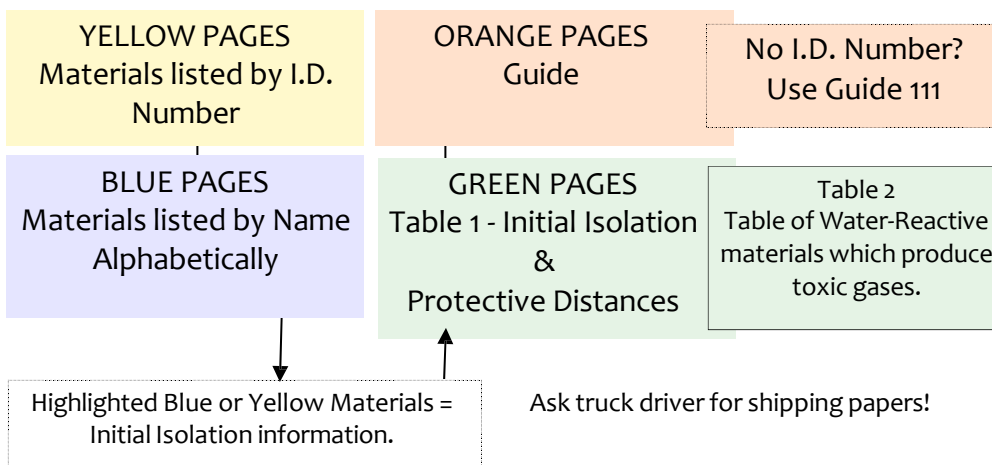 YELLOW PAGES
Materials listed by I.D.
Number
ORANGE PAGES
Guide
No I.D. Number?
Use Guide 111
BLUE PAGES
Materials listed by Name
Alphabetically
GREEN PAGES
Table 1 - Initial Isolation
&
Protective Distances
Table 2
Table of Water-Reactive
materials which produce
toxic gases.
Highlighted Blue or Yellow Materials =
Initial Isolation information.
Ask truck driver for shipping papers!